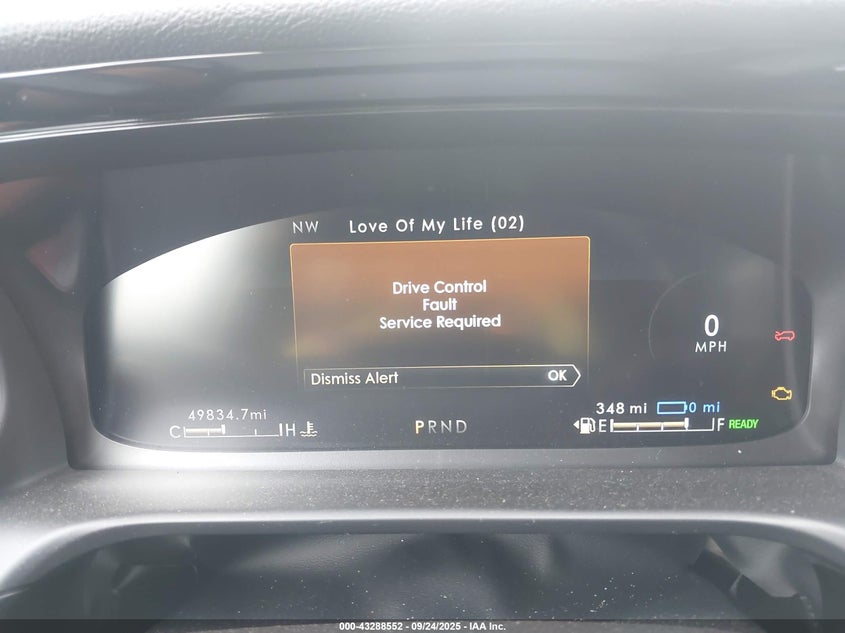 NW Love Of My Life (02)
Drive Control
Fault
Service Required
Dismiss Alert OK
0
MPH
49834.7mi
348 mi 0 mi
C H
PRND
E F READY
000-43288552 - 09/24/2025 - IAA Inc.